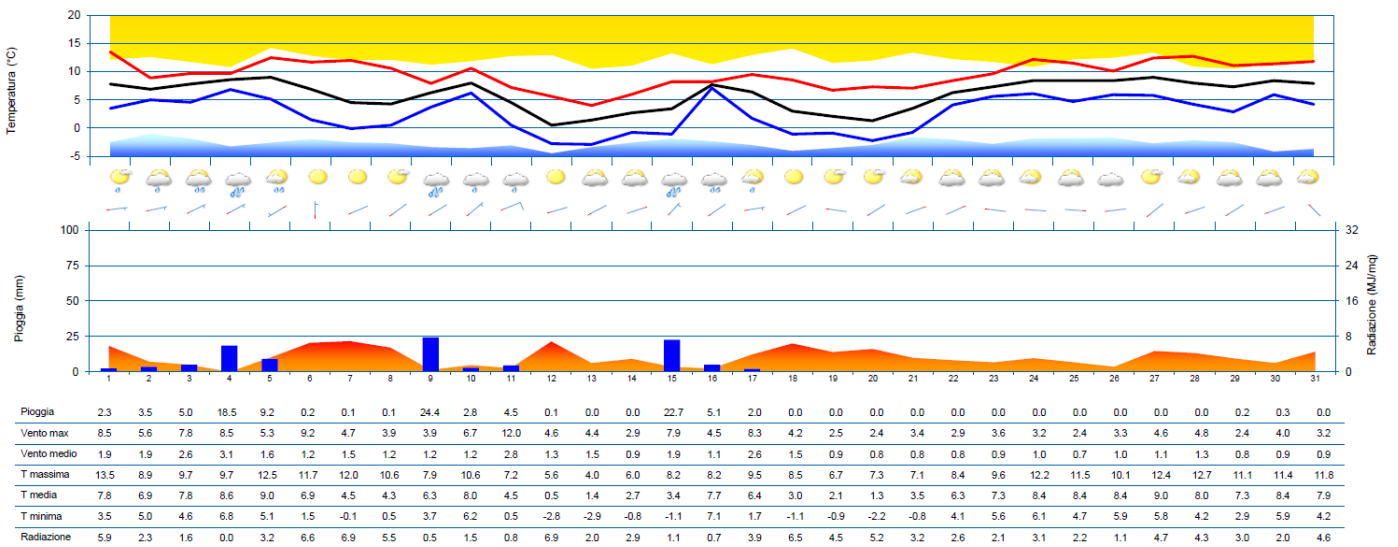 Temperatura (°C)
20
15
10
5
0
-5
Pioggia (mm)
100
75
50
25
0
Radiazione (MJ/mq)
32
24
16
8
0
1 2 3 4 5 6 7 8 9 10 11 12 13 14 15 16 17 18 19 20 21 22 23 24 25 26 27 28 29 30 31
Pioggia 2.3 3.5 5.0 18.5 9.2 0.2 0.1 0.1 24.4 2.8 4.5 0.1 0.0 0.0 22.7 5.1 2.0 0.0 0.0 0.0 0.0 0.0 0.0 0.0 0.0 0.0 0.0 0.0 0.2 0.3 0.0
Vento max 8.5 5.6 7.8 8.5 5.3 9.2 4.7 3.9 3.9 6.7 12.0 4.6 4.4 2.9 7.9 4.5 8.3 4.2 2.5 2.4 3.4 2.9 3.6 3.2 2.4 3.3 4.6 4.8 2.4 4.0 3.2
Vento medio 1.9 1.9 2.6 3.1 1.6 1.2 1.5 1.2 1.2 1.2 2.8 1.3 1.5 0.9 1.9 1.1 2.6 1.5 0.9 0.8 0.8 0.8 0.9 1.0 0.7 1.0 1.1 1.3 0.8 0.9 0.9
T massima 13.5 8.9 9.7 9.7 12.5 11.7 12.0 10.6 7.9 10.6 7.2 5.6 4.0 6.0 8.2 8.2 9.5 8.5 6.7 7.3 7.1 8.4 9.6 12.2 11.5 10.1 12.4 12.7 11.1 11.4 11.8
T media 7.8 6.9 7.8 8.6 9.0 6.9 4.5 4.3 6.3 8.0 4.5 0.5 1.4 2.7 3.4 7.7 6.4 3.0 2.1 1.3 3.5 6.3 7.3 8.4 8.4 8.4 9.0 8.0 7.3 8.4 7.9
T minima 3.5 5.0 4.6 6.8 5.1 1.5 -0.1 0.5 3.7 6.2 0.5 -2.8 -2.9 -0.8 -1.1 7.1 1.7 -1.1 -0.9 -2.2 -0.8 4.1 5.6 6.1 4.7 5.9 5.8 4.2 2.9 5.9 4.2
Radiazione 5.9 2.3 1.6 0.0 3.2 6.6 6.9 5.5 0.5 1.5 0.8 6.9 2.0 2.9 1.1 0.7 3.9 6.5 4.5 5.2 3.2 2.6 2.1 3.1 2.2 1.1 4.7 4.3 3.0 2.0 4.6